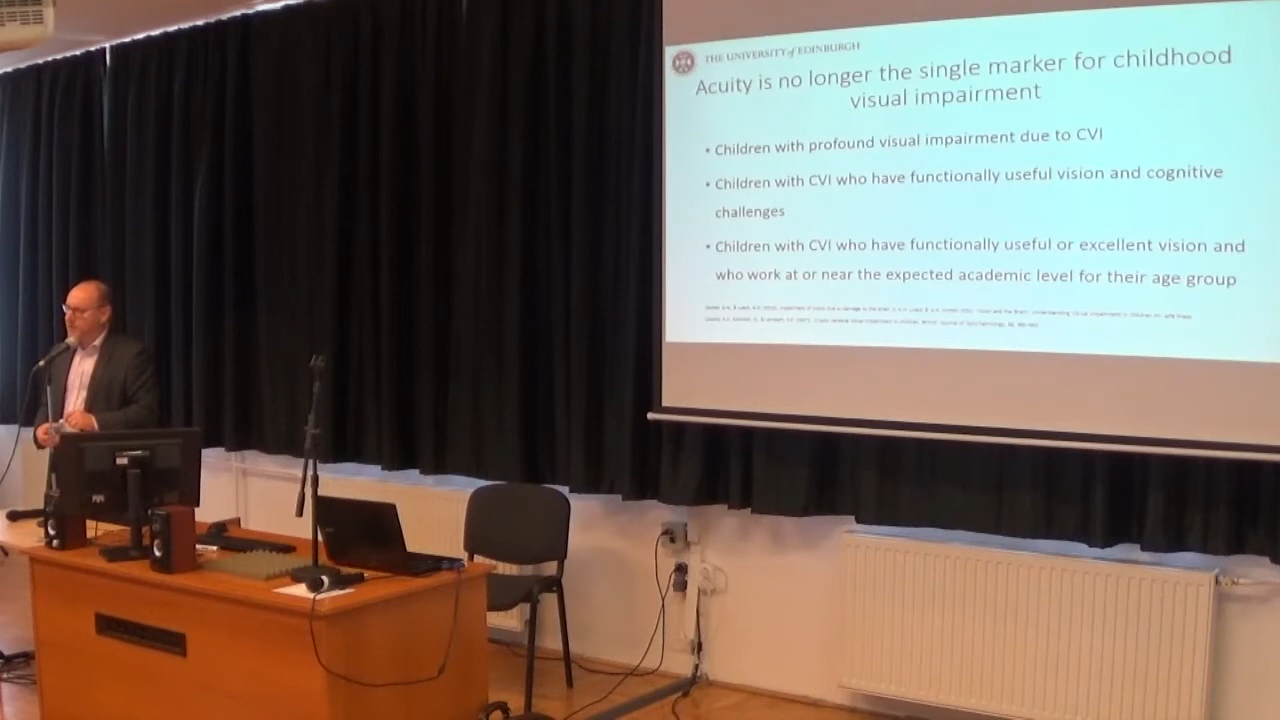 THE UNIVERSITY of EDINBURGH
Acuity is no longer the single marker for childhood
visual impairment
• Children with profound visual impairment due to CVI
• Children with CVI who have functionally useful vision and cognitive
challenges
• Children with CVI who have functionally useful or excellent vision and
who work at or near the expected academic level for their age group